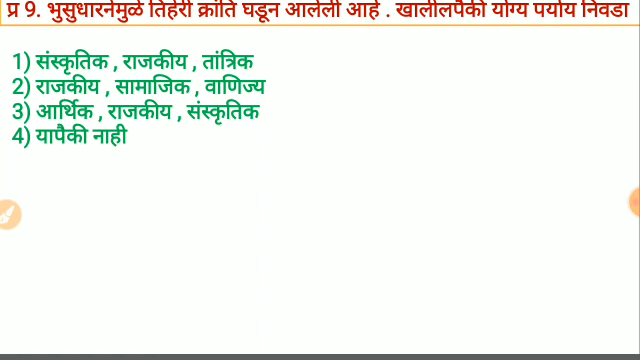 प्र 9. भुसुधारनेमुळे तिहेरी क्रांति घडून आलेली आहे . खालीलपैकी योग्य पर्याय निवडा
1) संस्कृतिक , राजकीय , तांत्रिक
2) राजकीय , सामाजिक , वाणिज्य
3) आर्थिक , राजकीय , संस्कृतिक
4) यापैकी नाही